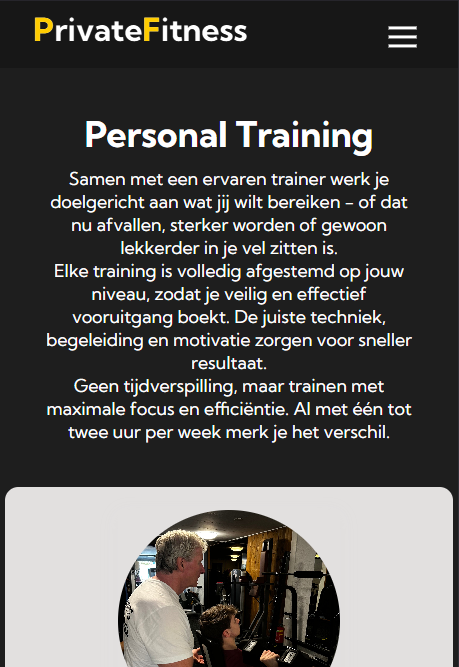 PrivateFitness
Personal Training
Samen met een ervaren trainer werk je
doelgericht aan wat jij wilt bereiken - of dat
nu afvallen, sterker worden of gewoon
lekkerder in je vel zitten is.
Elke training is volledig afgestemd op jouw
niveau, zodat je veilig en effectief
vooruitgang boekt. De juiste techniek,
begeleiding en motivatie zorgen voor sneller
resultaat.
Geen tijdverspilling, maar trainen met
maximale focus en efficiëntie. Al met één tot
twee uur per week merk je het verschil.